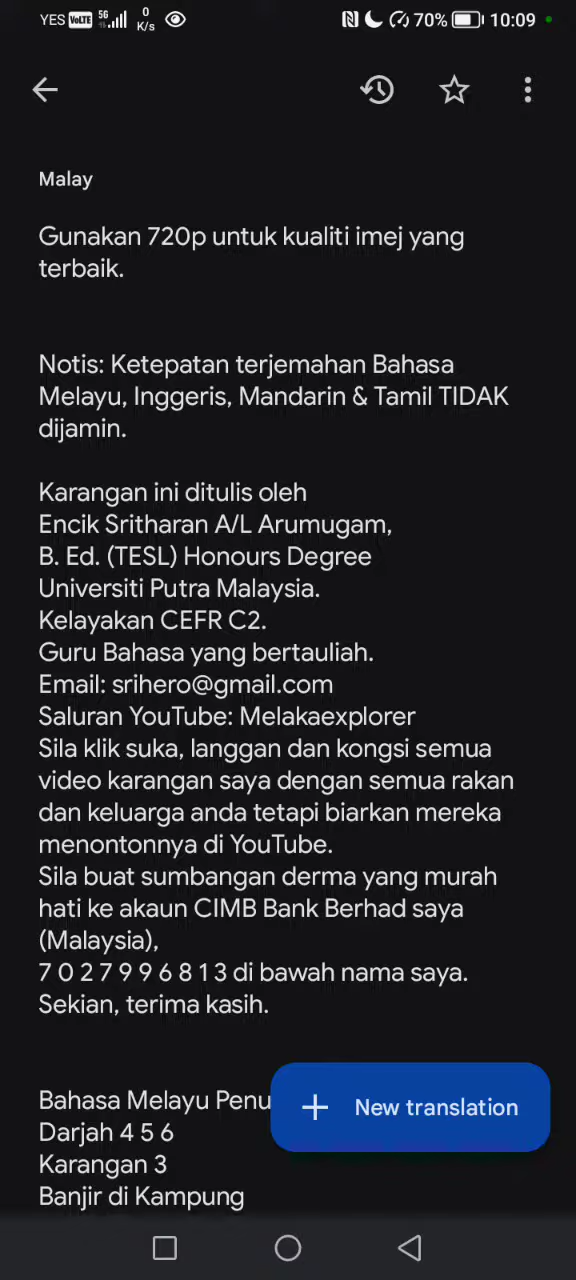 YES VoLTE 5G 0 K/s 70% 10:09
Malay
Gunakan 720p untuk kualiti imej yang
terbaik.
Notis: Ketepatan terjemahan Bahasa
Melayu, Inggeris, Mandarin & Tamil TIDAK
dijamin.
Karangan ini ditulis oleh
Encik Sritharan A/L Arumugam,
B. Ed. (TESL) Honours Degree
Universiti Putra Malaysia.
Kelayakan CEFR C2.
Guru Bahasa yang bertauliah.
Email: srihero@gmail.com
Saluran YouTube: Melakaexplorer
Sila klik suka, langgan dan kongsi semua
video karangan saya dengan semua rakan
dan keluarga anda tetapi biarkan mereka
menontonnya di YouTube.
Sila buat sumbangan derma yang murah
hati ke akaun CIMB Bank Berhad saya
(Malaysia),
7 0 2 7 9 9 6 8 1 3 di bawah nama saya.
Sekian, terima kasih.
Bahasa Melayu Penu
Darjah 4 5 6
Karangan 3
Banjir di Kampung
New translation